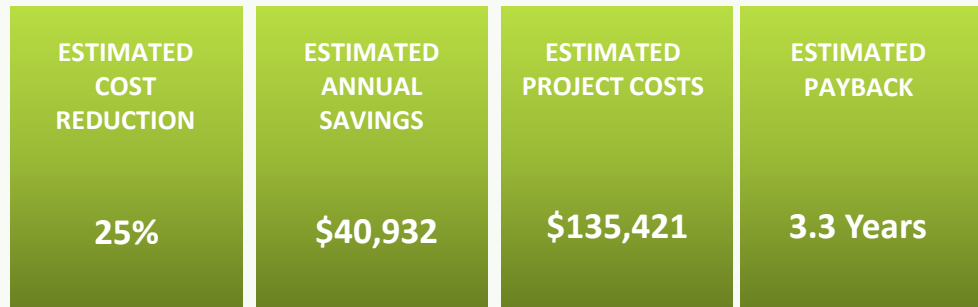 ESTIMATED
COST
REDUCTION
25%
ESTIMATED
ANNUAL
SAVINGS
$40,932
ESTIMATED
PROJECT COSTS
$135,421
ESTIMATED
PAYBACK
3.3 Years